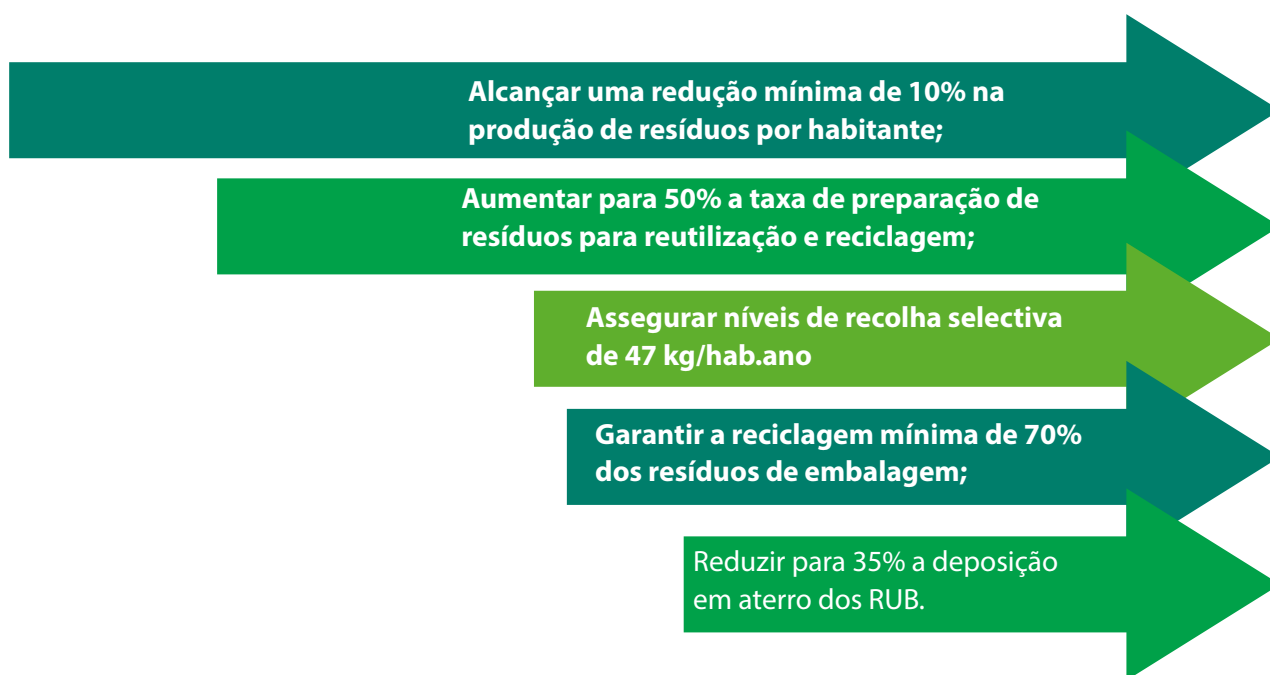 Alcançar uma redução mínima de 10% na
produção de resíduos por habitante;
Aumentar para 50% a taxa de preparação de
resíduos para reutilização e reciclagem;
Assegurar níveis de recolha selectiva
de 47 kg/hab.ano
Garantir a reciclagem mínima de 70%
dos resíduos de embalagem;
Reduzir para 35% a deposição
em aterro dos RUB.